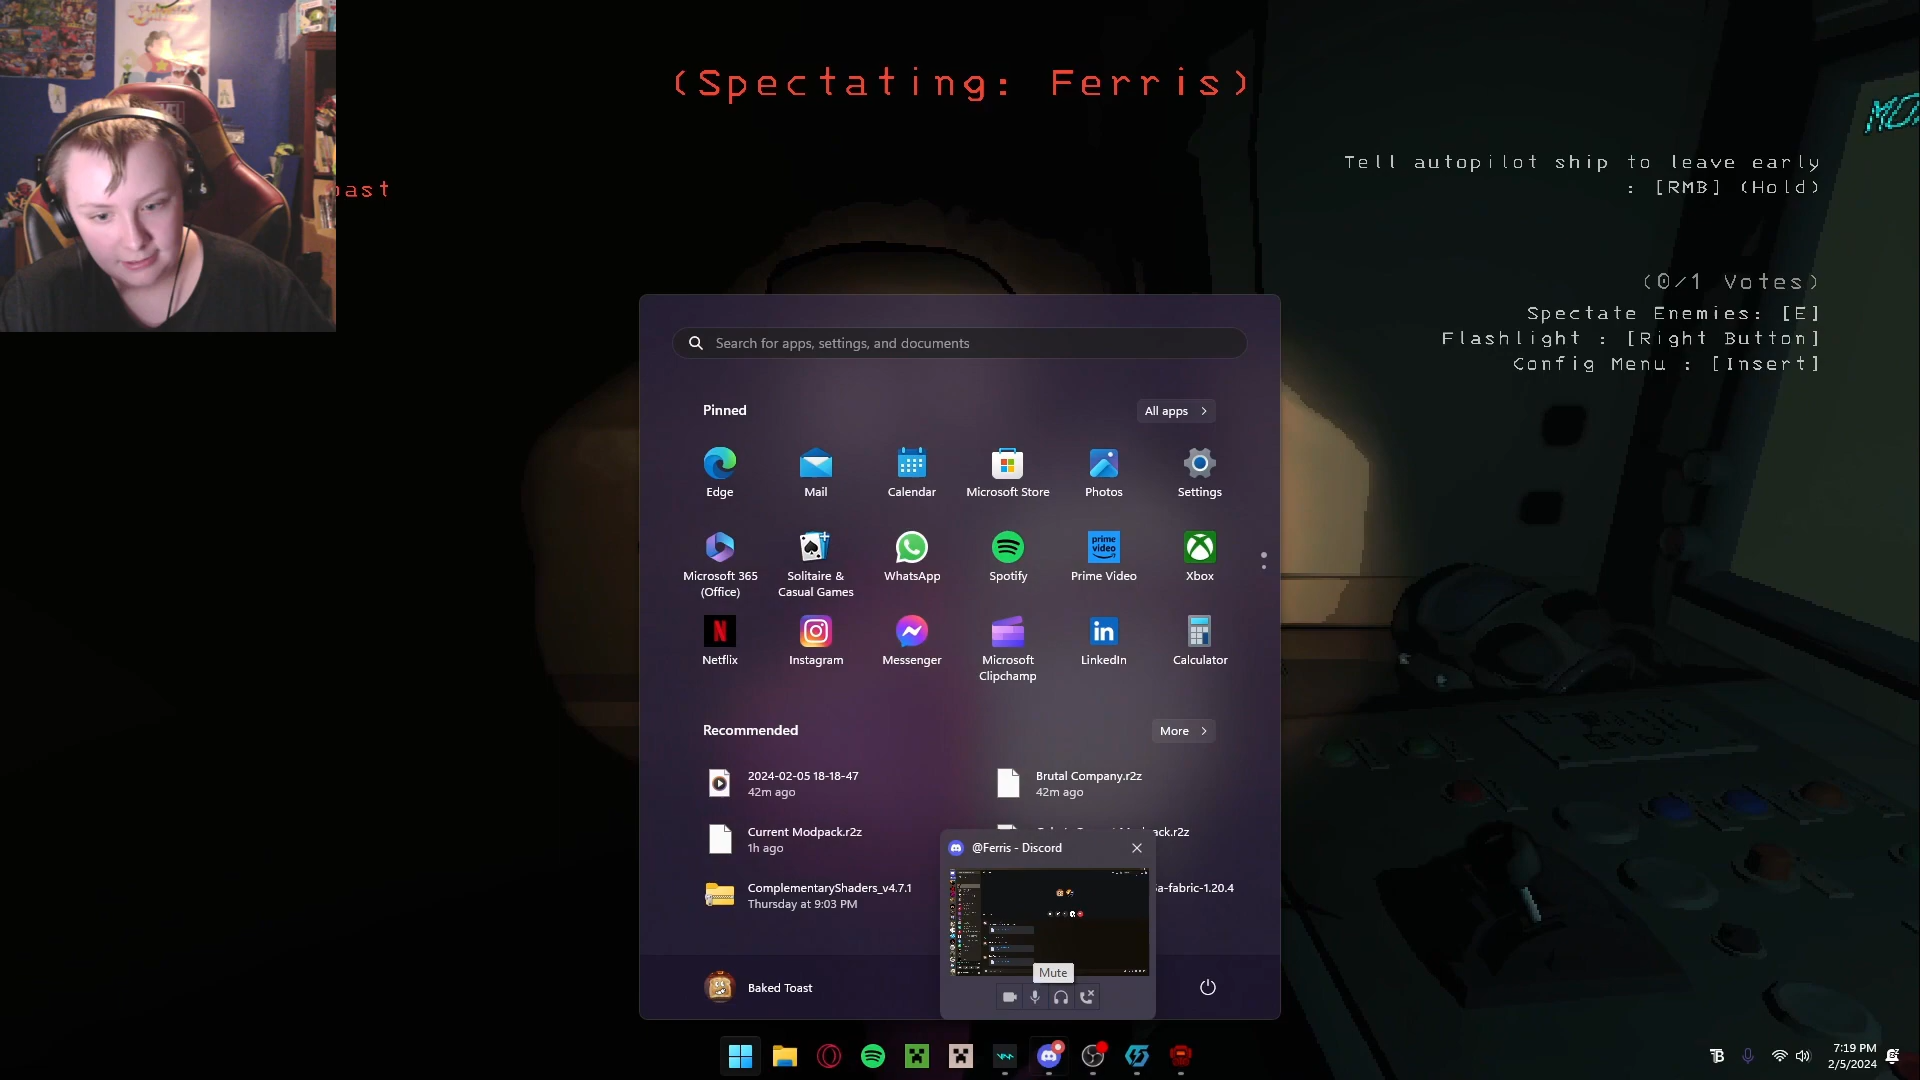 (Spectating: Ferris)
Tell autopilot ship to leave early
: [RMB] (Hold)
(0/1 Votes)
Spectate Enemies: [E]
Flashlight : [Right Button]
Config Menu : [Insert]
Search for apps, settings, and documents
Pinned
All apps
Edge
Mail
Calendar
Microsoft Store
Photos
Settings
Microsoft 365
(Office)
Solitaire &
Casual Games
WhatsApp
Spotify
prime
video
Prime Video
Xbox
Netflix
Instagram
Messenger
Microsoft
Clipchamp
LinkedIn
Calculator
Recommended
More
2024-02-05 18-18-47
42m ago
Brutal Company.r2z
42m ago
Current Modpack.r2z
1h ago
ComplementaryShaders_v4.7.1
Thursday at 9:03 PM
a-fabric-1.20.4
@Ferris - Discord
Mute
Baked Toast
7:19 PM
2/5/2024